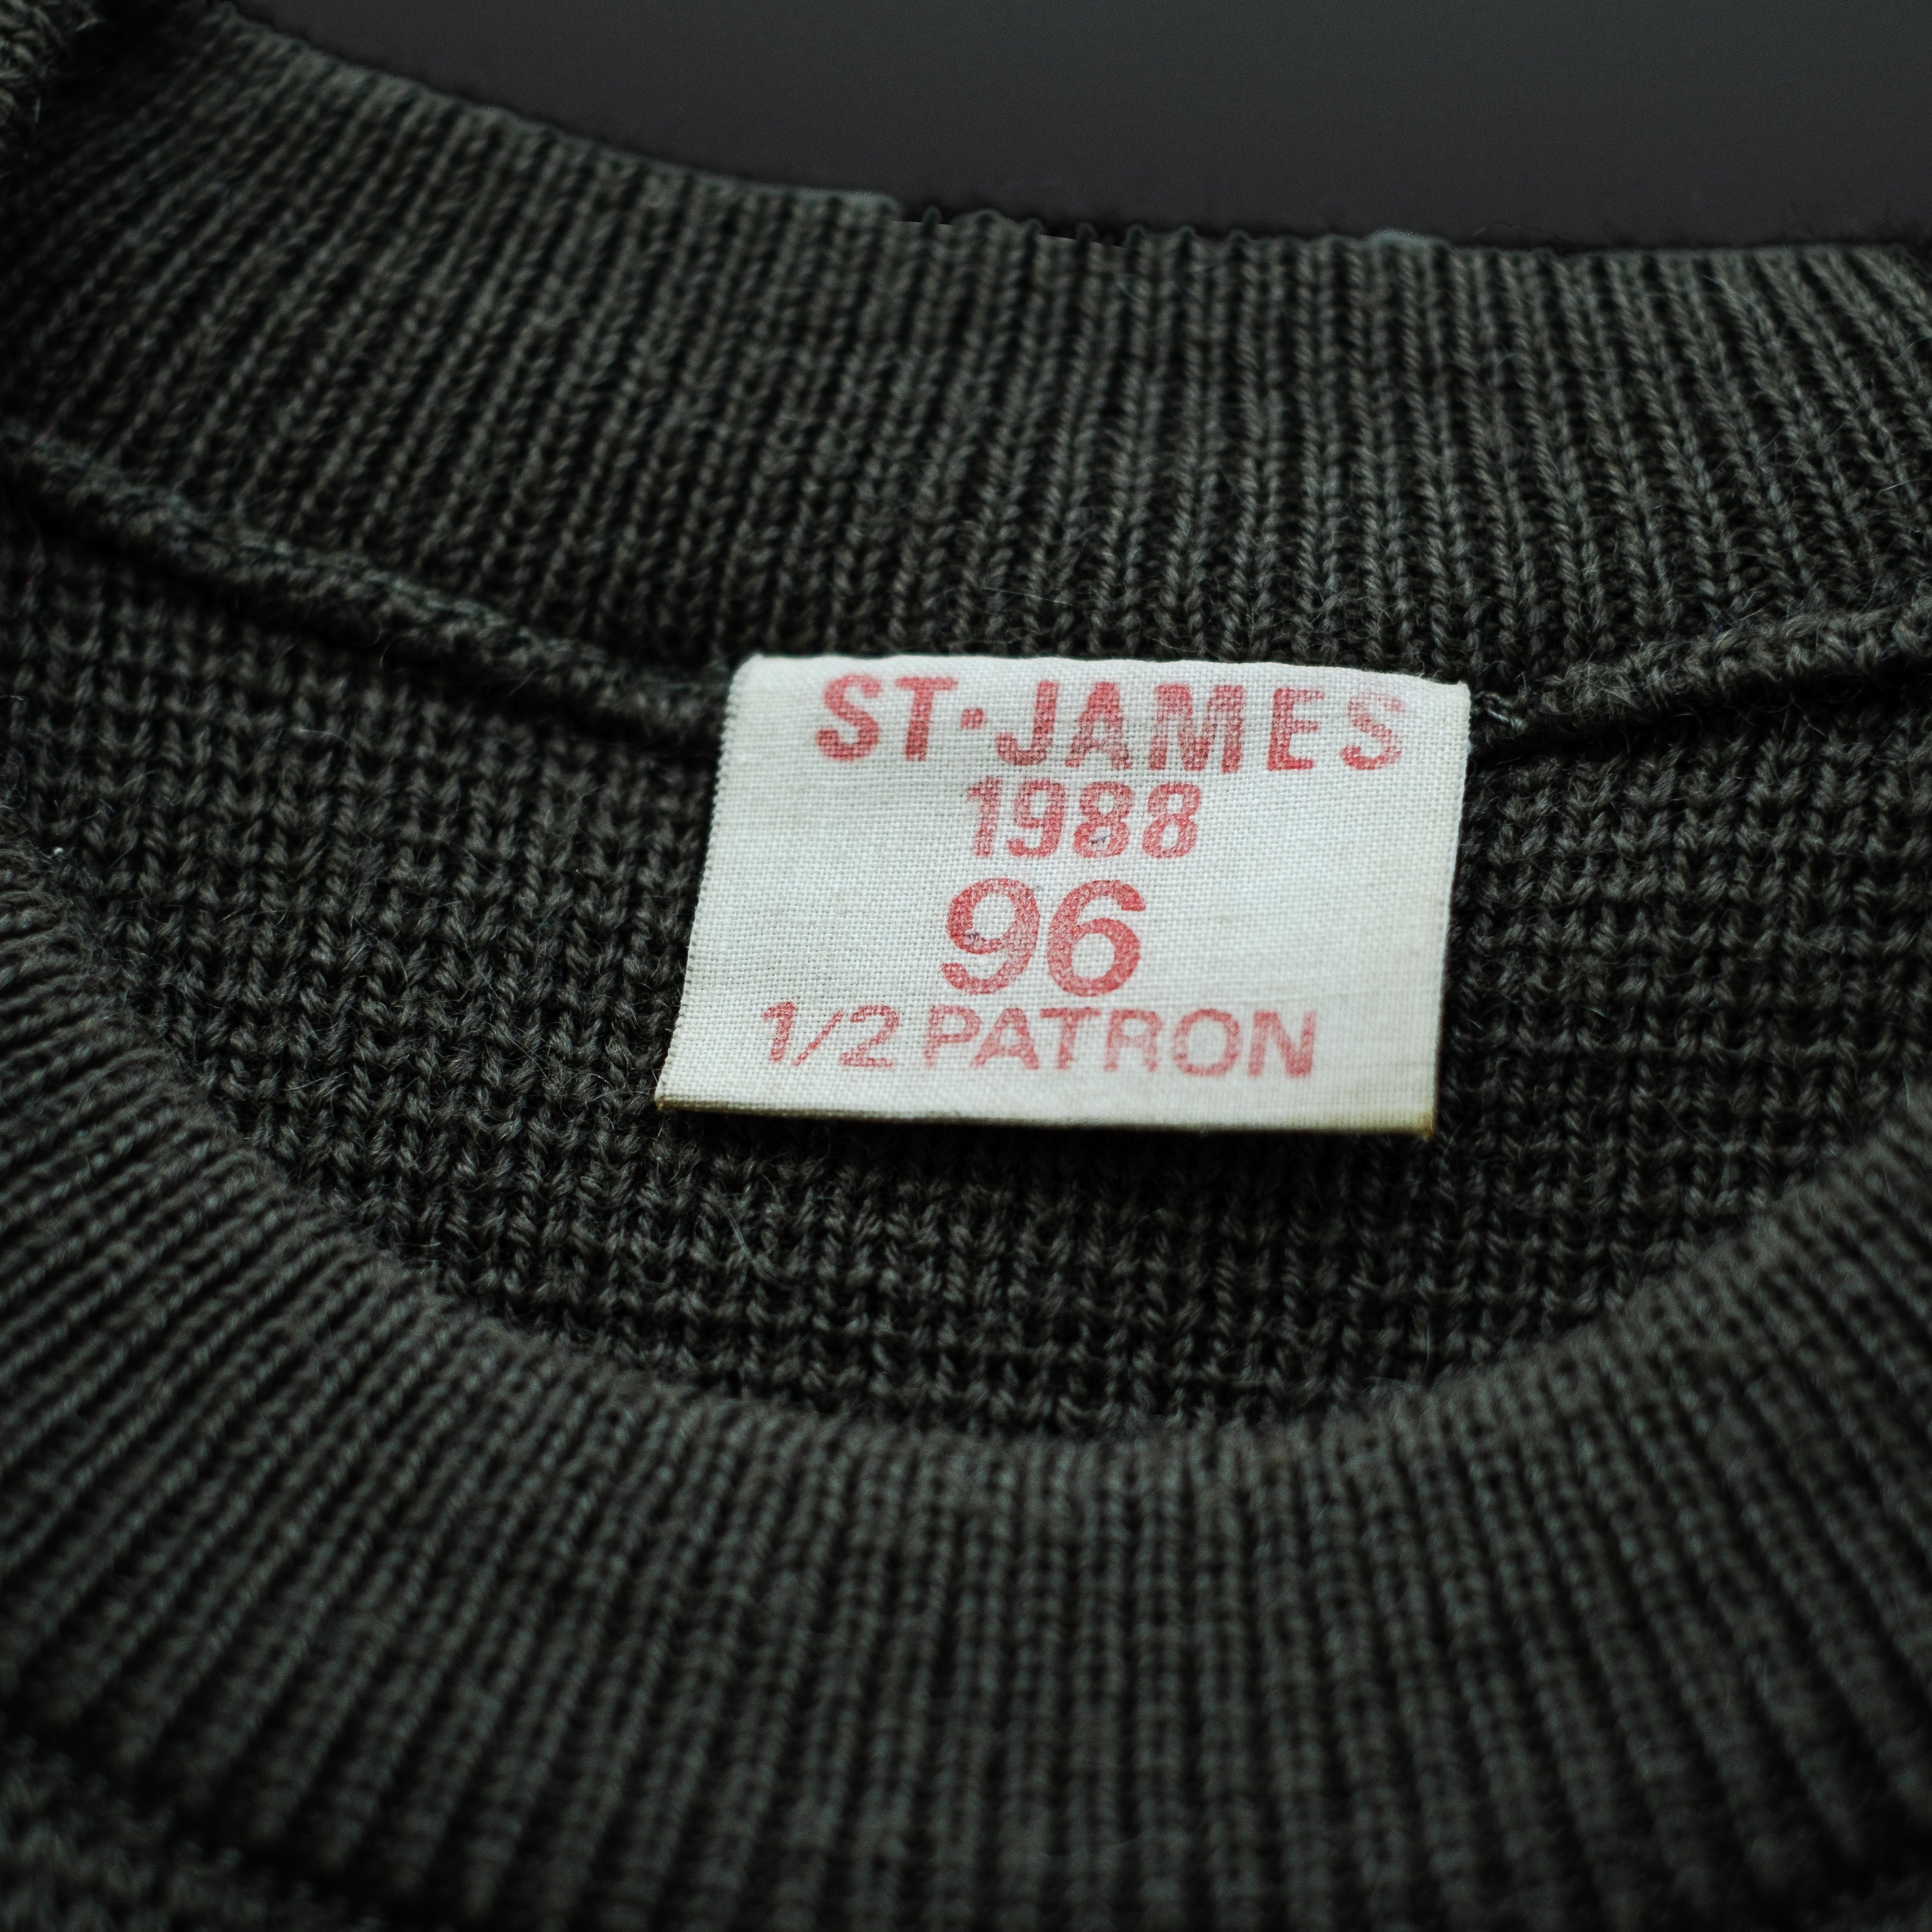 ST·JAMES
1988
96
1/2 PATRON